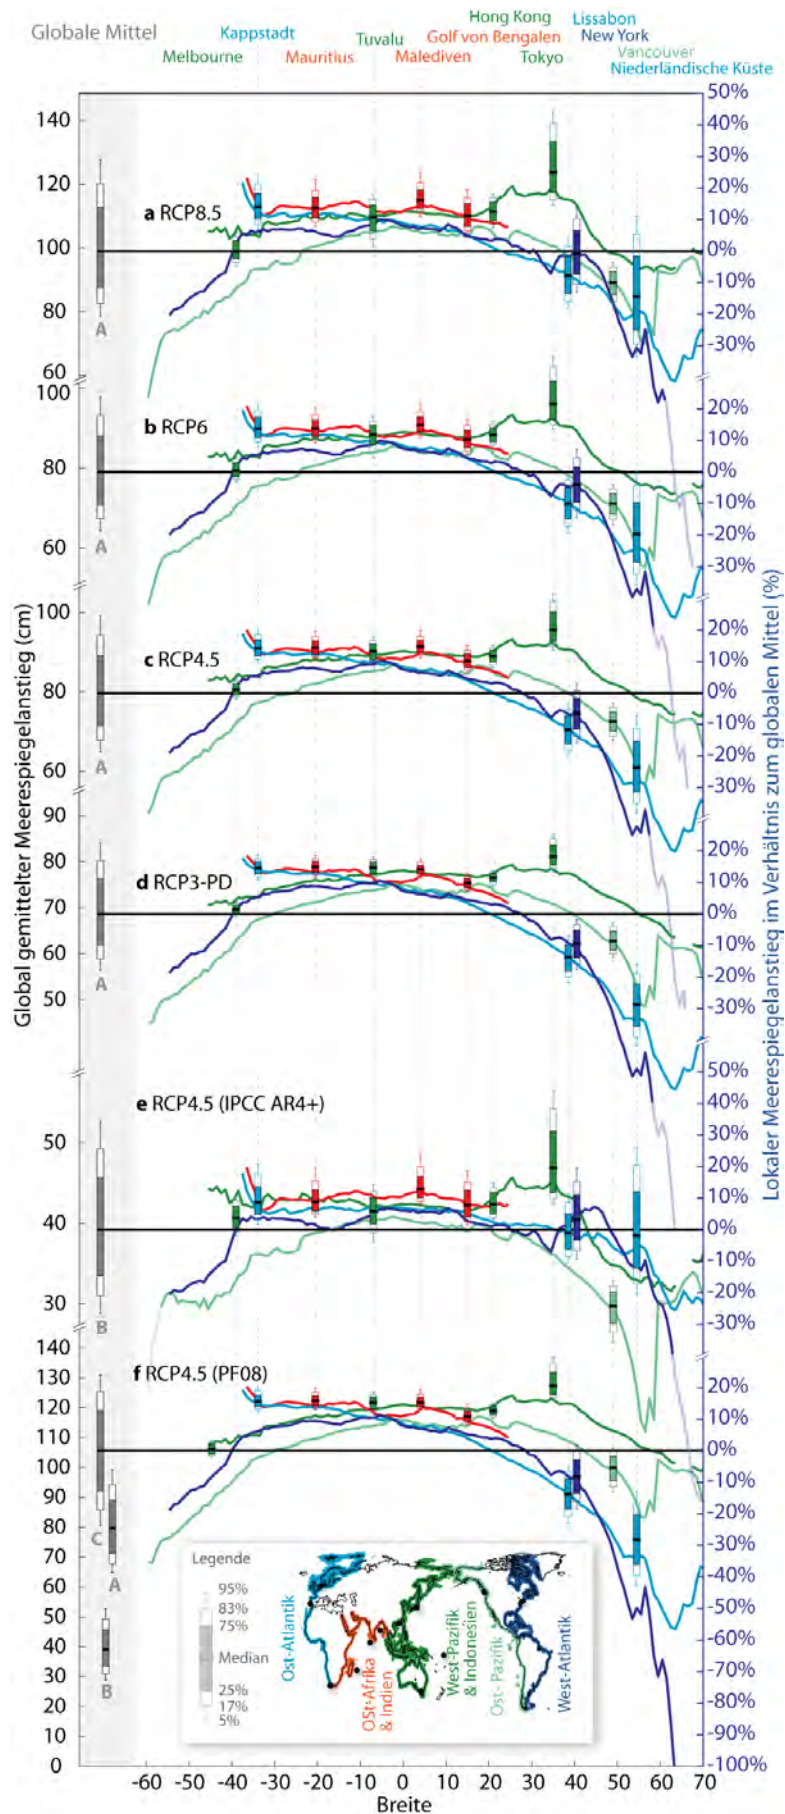 Globale Mittel
Kappstadt
Melbourne
Mauritius
Tuvalu
Malediven
Hong Kong
Golf von Bengalen
Tokyo
Lissabon
New York
Vancouver
Niederländische Küste
Global gemittelter Meerespiegelanstieg (cm)
Lokaler Meerespiegelanstieg im Verhältnis zum globalen Mittel (%)
a RCP8.5
140
120
100
80
60
A
50%
40%
30%
20%
10%
0%
-10%
-20%
-30%
b RCP6
100
80
60
A
20%
10%
0%
-10%
-20%
-30%
c RCP4.5
100
80
60
A
20%
10%
0%
-10%
-20%
-30%
d RCP3-PD
90
80
70
60
50
A
20%
10%
0%
-10%
-20%
-30%
e RCP4.5 (IPCC AR4+)
50
40
30
B
50%
40%
30%
20%
10%
0%
-10%
-20%
-30%
f RCP4.5 (PF08)
140
130
120
110
100
90
80
70
60
50
40
30
20
10
0
C
A
B
20%
10%
0%
-10%
-20%
-30%
-40%
-50%
-60%
-70%
-80%
-90%
-100%
Legende
95%
83%
75%
Median
25%
17%
5%
Ost-Atlantik
OSt-Afrika
& Indien
West-Pazifik
& Indonesien
Ost- Pazifik
West-Atlantik
-60 -50 -40 -30 -20 -10 0 10 20 30 40 50 60 70
Breite